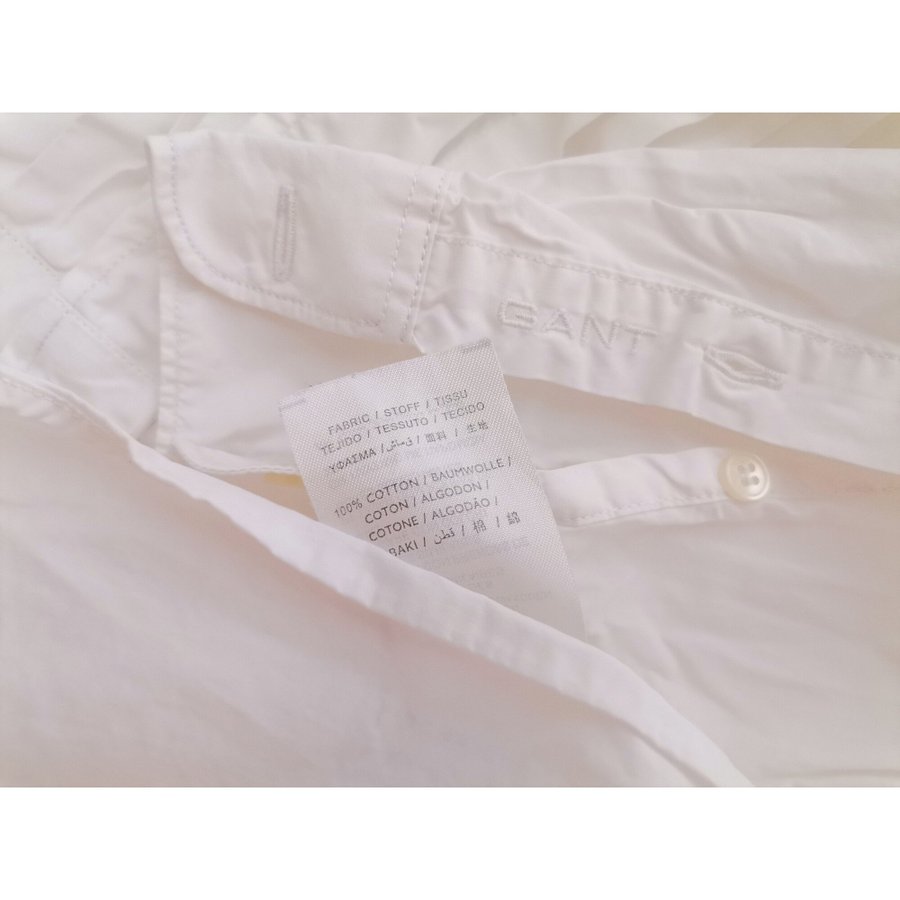 GANT
FABRIC / STOFF / TISSU
TEJIDO / TESSUTO / TECIDO
ΥΦΑΣΜΑ / قماش / 面料 / 生地
100% COTTON / BAUMWOLLE /
COTON / ALGODON /
COTONE / ALGODÃO /
BAKI / قطن / 棉 / 綿